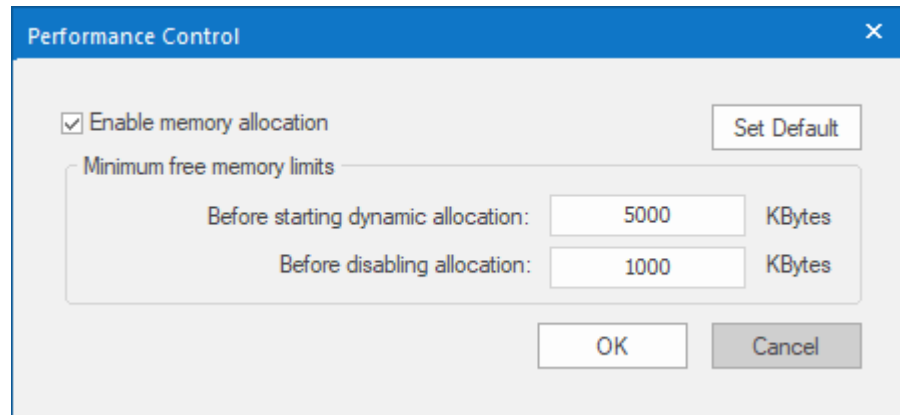 Performance Control
Enable memory allocation
Set Default
Minimum free memory limits
Before starting dynamic allocation: 5000 KBytes
Before disabling allocation: 1000 KBytes
OK Cancel